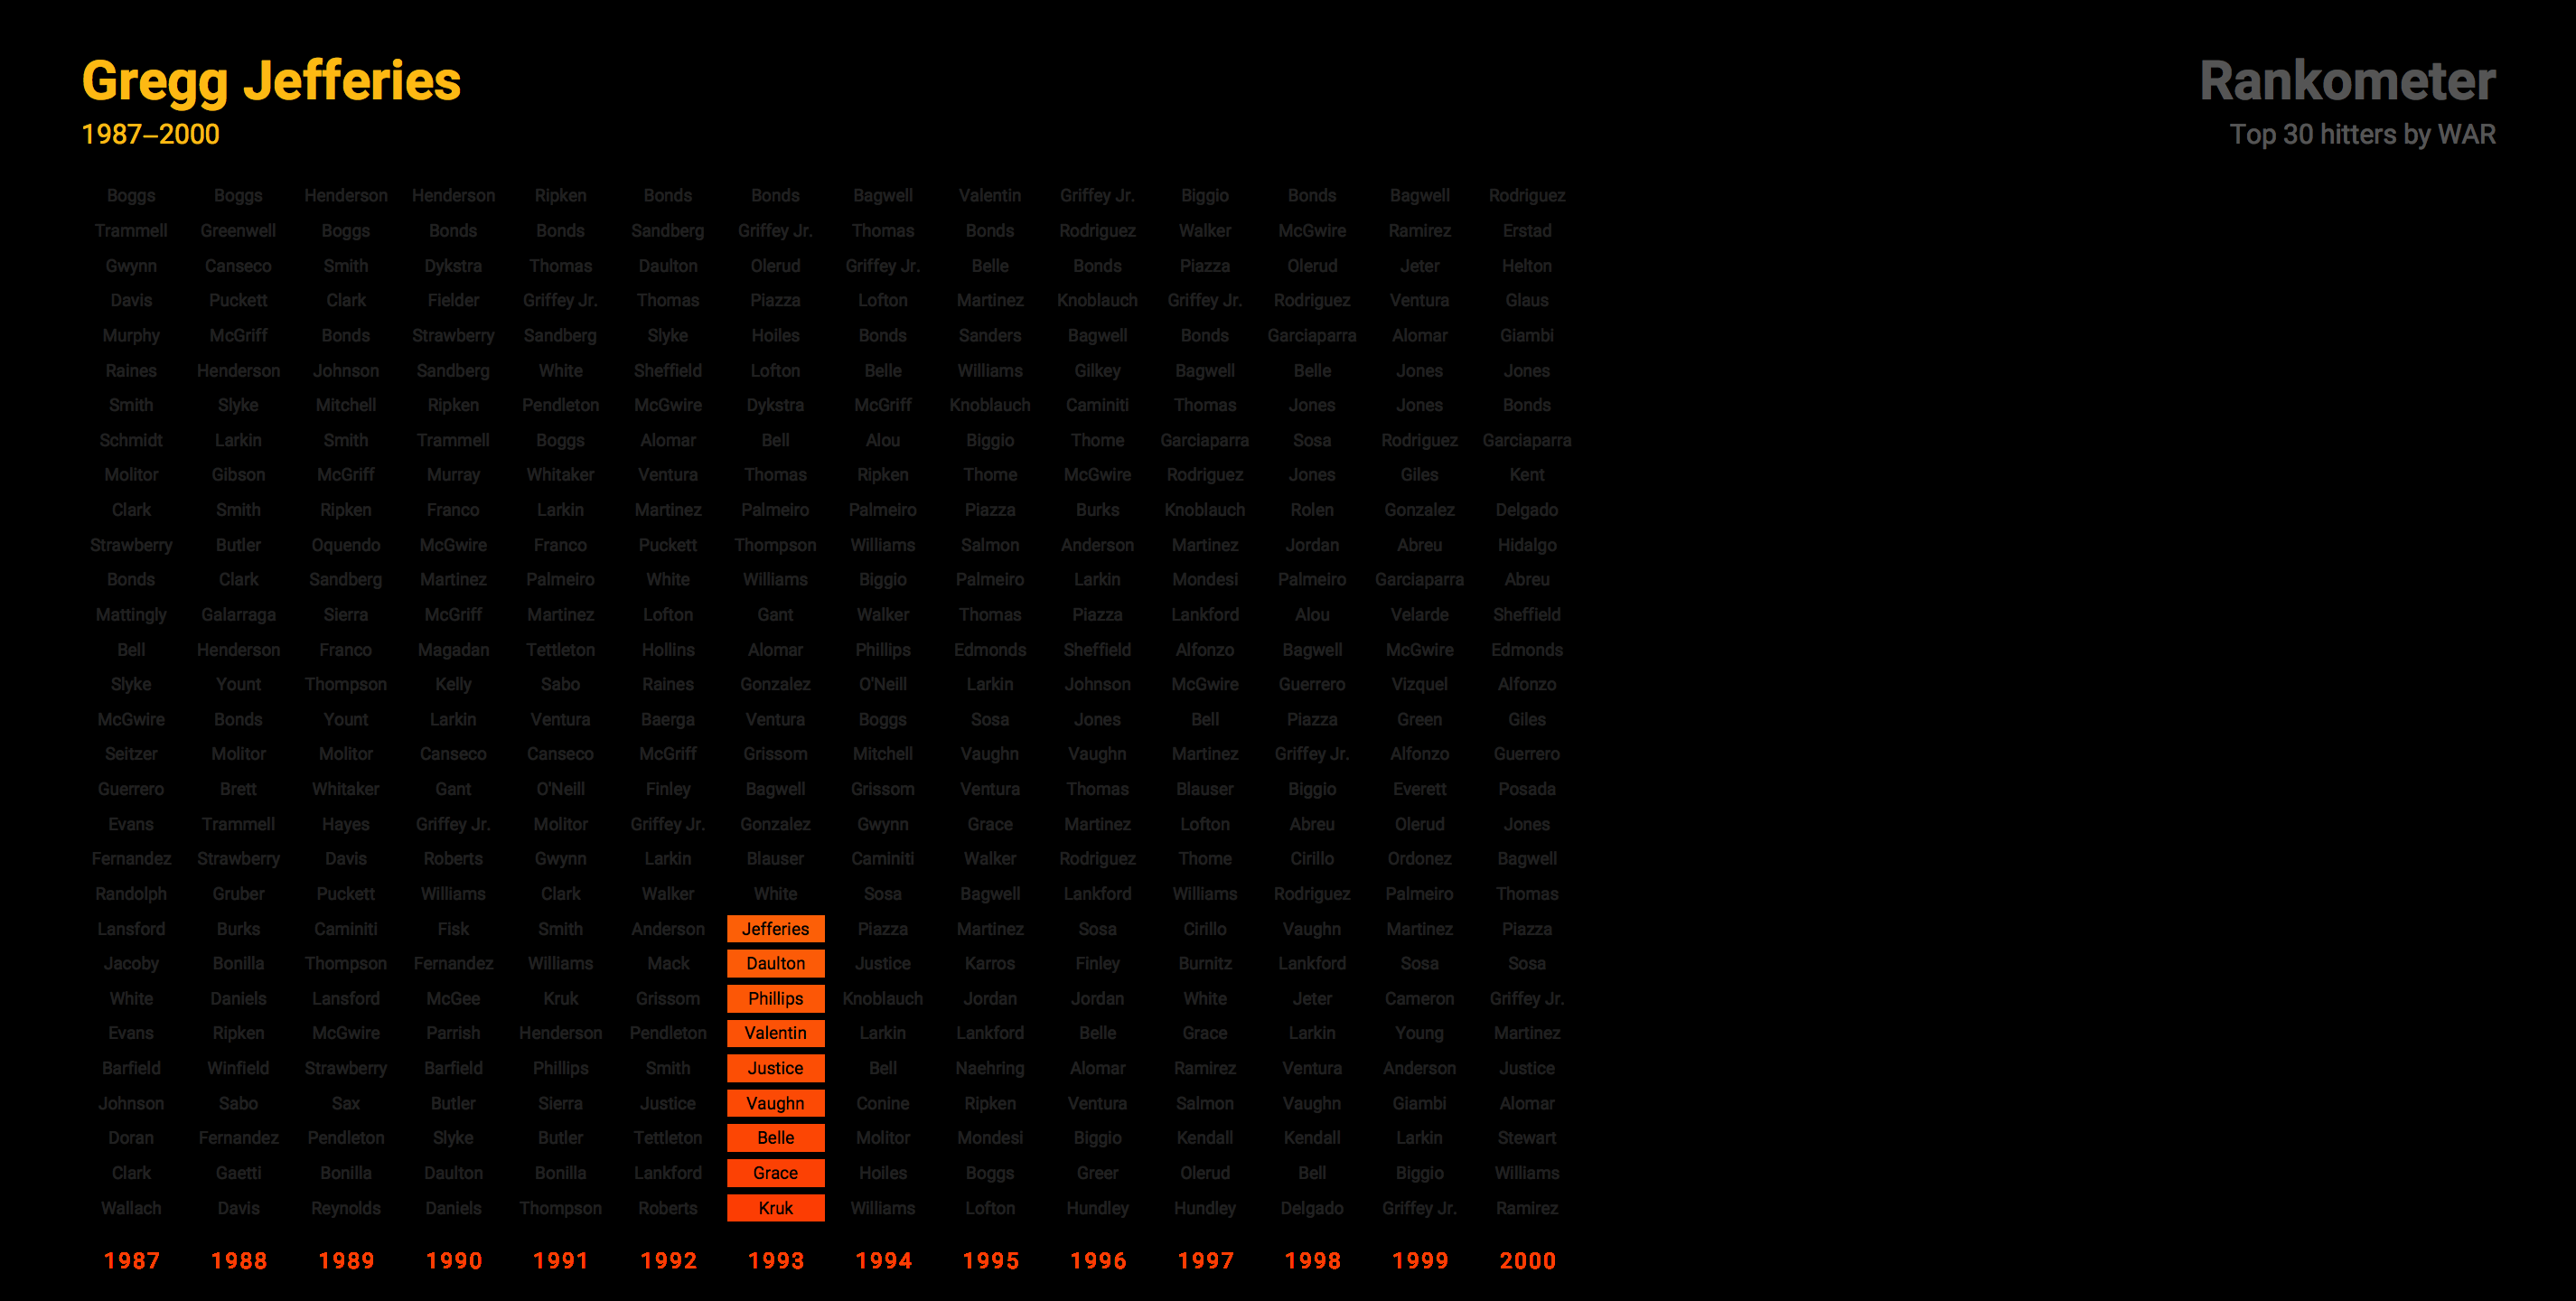 Gregg Jefferies
1987–2000
Rankometer
Top 30 hitters by WAR
Boggs Boggs Henderson Henderson Ripken Bonds Bonds Bagwell Valentin Griffey Jr. Biggio Bonds Bagwell Rodriguez
Trammell Greenwell Boggs Bonds Bonds Sandberg Griffey Jr. Thomas Bonds Rodriguez Walker McGwire Ramirez Erstad
Gwynn Canseco Smith Dykstra Thomas Daulton Olerud Griffey Jr. Belle Bonds Piazza Olerud Jeter Helton
Davis Puckett Clark Fielder Griffey Jr. Thomas Piazza Lofton Martinez Knoblauch Griffey Jr. Rodriguez Ventura Glaus
Murphy McGriff Bonds Strawberry Sandberg Slyke Hoiles Bonds Sanders Bagwell Bonds Garciaparra Alomar Giambi
Raines Henderson Johnson Sandberg White Sheffield Lofton Belle Williams Gilkey Bagwell Belle Jones Jones
Smith Slyke Mitchell Ripken Pendleton McGwire Dykstra McGriff Knoblauch Caminiti Thomas Jones Jones Bonds
Schmidt Larkin Smith Trammell Boggs Alomar Bell Alou Biggio Thome Garciaparra Sosa Rodriguez Garciaparra
Molitor Gibson McGriff Murray Whitaker Ventura Thomas Ripken Thome McGwire Rodriguez Jones Giles Kent
Clark Smith Ripken Franco Larkin Martinez Palmeiro Palmeiro Piazza Burks Knoblauch Rolen Gonzalez Delgado
Strawberry Butler Oquendo McGwire Franco Puckett Thompson Williams Salmon Anderson Martinez Jordan Abreu Hidalgo
Bonds Clark Sandberg Martinez Palmeiro White Williams Biggio Palmeiro Larkin Mondesi Palmeiro Garciaparra Abreu
Mattingly Galarraga Sierra McGriff Martinez Lofton Gant Walker Thomas Piazza Lankford Alou Velarde Sheffield
Bell Henderson Franco Magadan Tettleton Hollins Alomar Phillips Edmonds Sheffield Alfonzo Bagwell McGwire Edmonds
Slyke Yount Thompson Kelly Sabo Raines Gonzalez O'Neill Larkin Johnson McGwire Guerrero Vizquel Alfonzo
McGwire Bonds Yount Larkin Ventura Baerga Ventura Boggs Sosa Jones Bell Piazza Green Giles
Seitzer Molitor Molitor Canseco Canseco McGriff Grissom Mitchell Vaughn Vaughn Martinez Griffey Jr. Alfonzo Guerrero
Guerrero Brett Whitaker Gant O'Neill Finley Bagwell Grissom Ventura Thomas Blauser Biggio Everett Posada
Evans Trammell Hayes Griffey Jr. Molitor Griffey Jr. Gonzalez Gwynn Grace Martinez Lofton Abreu Olerud Jones
Fernandez Strawberry Davis Roberts Gwynn Larkin Blauser Caminiti Walker Rodriguez Thome Cirillo Ordonez Bagwell
Randolph Gruber Puckett Williams Clark Walker White Sosa Bagwell Lankford Williams Rodriguez Palmeiro Thomas
Lansford Burks Caminiti Fisk Smith Anderson Jefferies Piazza Martinez Sosa Cirillo Vaughn Martinez Piazza
Jacoby Bonilla Thompson Fernandez Williams Mack Daulton Justice Karros Finley Burnitz Lankford Sosa Sosa
White Daniels Lansford McGee Kruk Grissom Phillips Knoblauch Jordan Jordan White Jeter Cameron Griffey Jr.
Evans Ripken McGwire Parrish Henderson Pendleton Valentin Larkin Lankford Belle Grace Larkin Young Martinez
Barfield Winfield Strawberry Barfield Phillips Smith Justice Bell Naehring Alomar Ramirez Ventura Anderson Justice
Johnson Sabo Sax Butler Sierra Justice Vaughn Conine Ripken Ventura Salmon Vaughn Giambi Alomar
Doran Fernandez Pendleton Slyke Butler Tettleton Belle Molitor Mondesi Biggio Kendall Kendall Larkin Stewart
Clark Gaetti Bonilla Daulton Bonilla Lankford Grace Hoiles Boggs Greer Olerud Bell Biggio Williams
Wallach Davis Reynolds Daniels Thompson Roberts Kruk Williams Lofton Hundley Hundley Delgado Griffey Jr. Ramirez
1987 1988 1989 1990 1991 1992 1993 1994 1995 1996 1997 1998 1999 2000